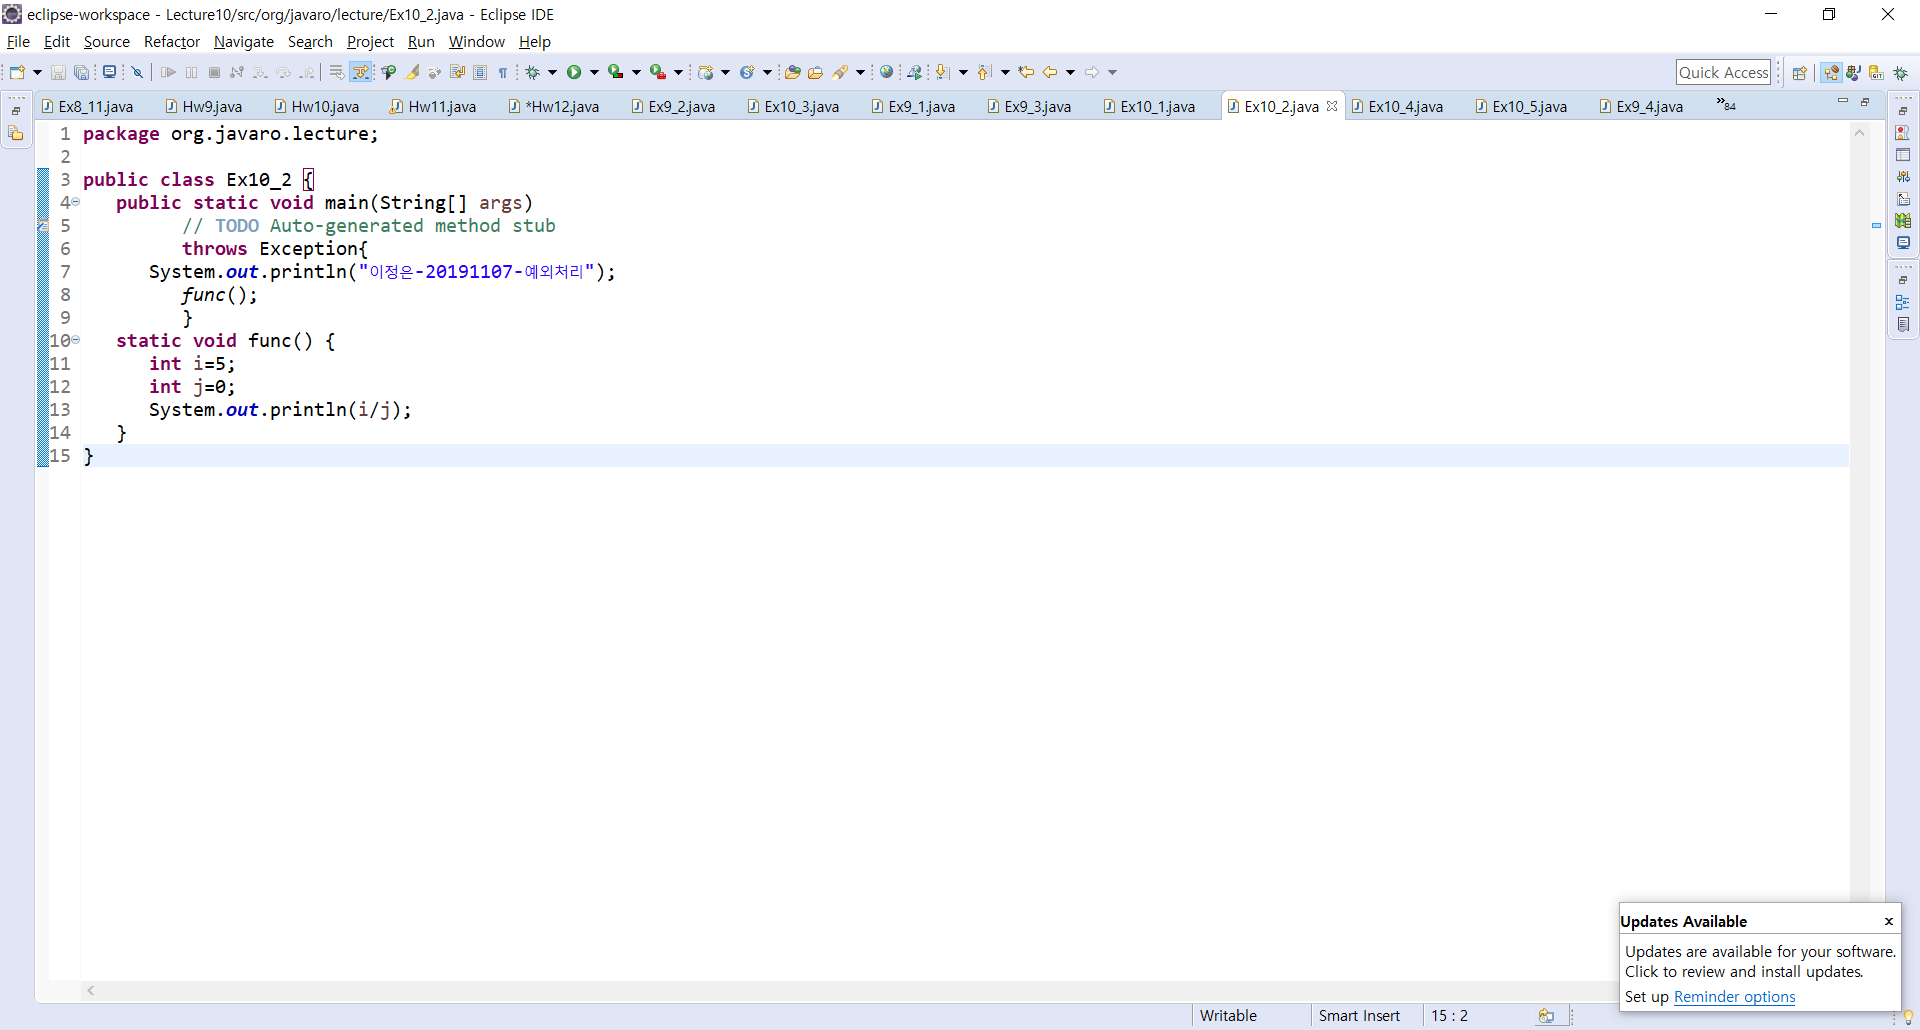 eclipse-workspace - Lecture10/src/org/javaro/lecture/Ex10_2.java - Eclipse IDE
File Edit Source Refactor Navigate Search Project Run Window Help
Quick Access
Ex8_11.java Hw9.java Hw10.java Hw11.java *Hw12.java Ex9_2.java Ex10_3.java Ex9_1.java Ex9_3.java Ex10_1.java Ex10_2.java Ex10_4.java Ex10_5.java Ex9_4.java »84
1 package org.javaro.lecture;
2
3 public class Ex10_2 {
4 public static void main(String[] args)
5 // TODO Auto-generated method stub
6 throws Exception{
7 System.out.println("이정은-20191107-예외처리");
8 func();
9 }
10 static void func() {
11 int i=5;
12 int j=0;
13 System.out.println(i/j);
14 }
15 }
Updates Available x
Updates are available for your software.
Click to review and install updates.
Set up Reminder options
Writable Smart Insert 15 : 2